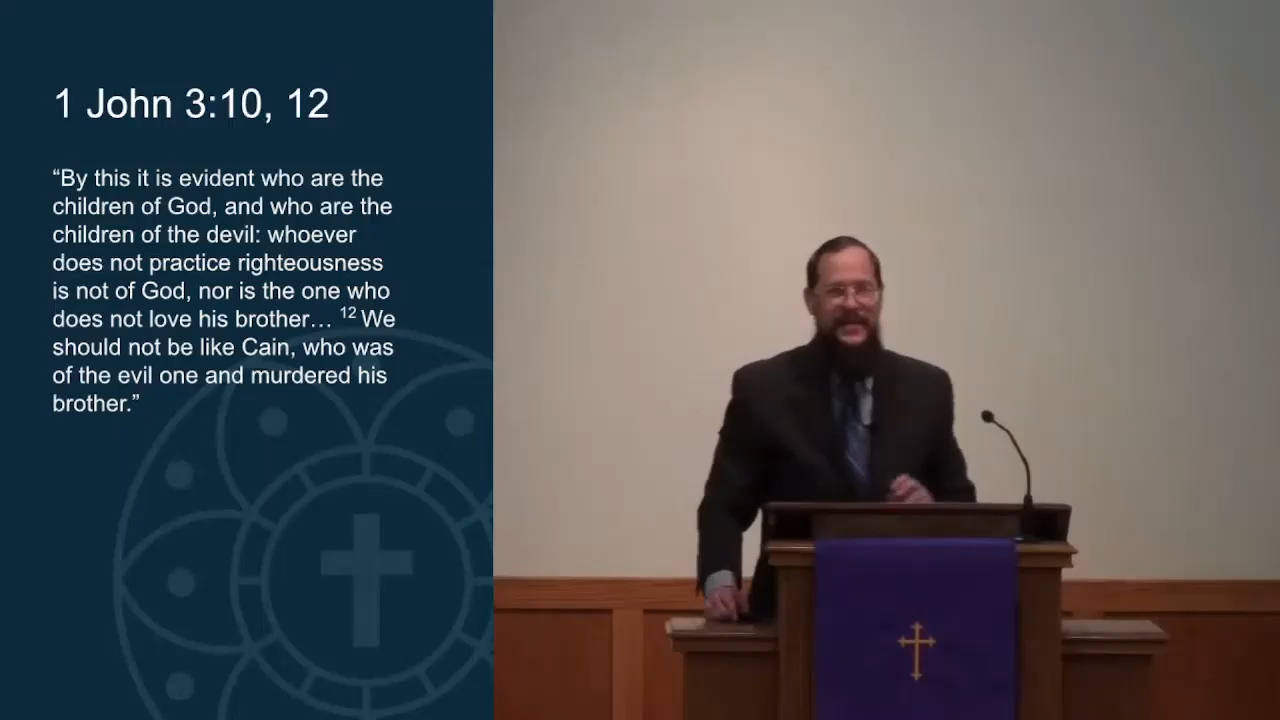 1 John 3:10, 12
“By this it is evident who are the
children of God, and who are the
children of the devil: whoever
does not practice righteousness
is not of God, nor is the one who
does not love his brother… ¹² We
should not be like Cain, who was
of the evil one and murdered his
brother.”